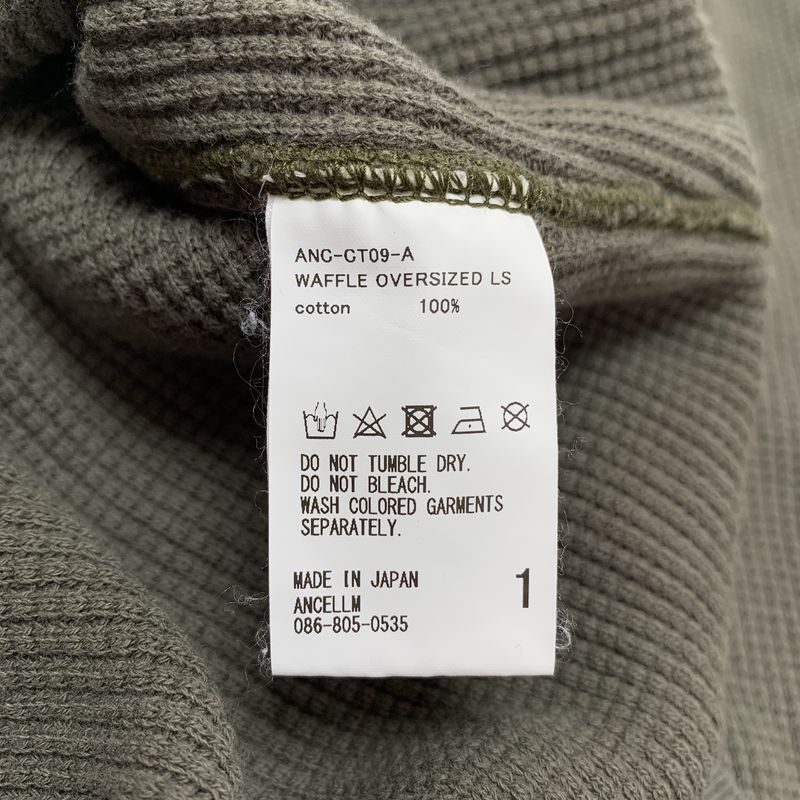 ANC-CT09-A
WAFFLE OVERSIZED LS
cotton 100%
DO NOT TUMBLE DRY.
DO NOT BLEACH.
WASH COLORED GARMENTS
SEPARATELY.
MADE IN JAPAN
ANCELLM 1
086-805-0535